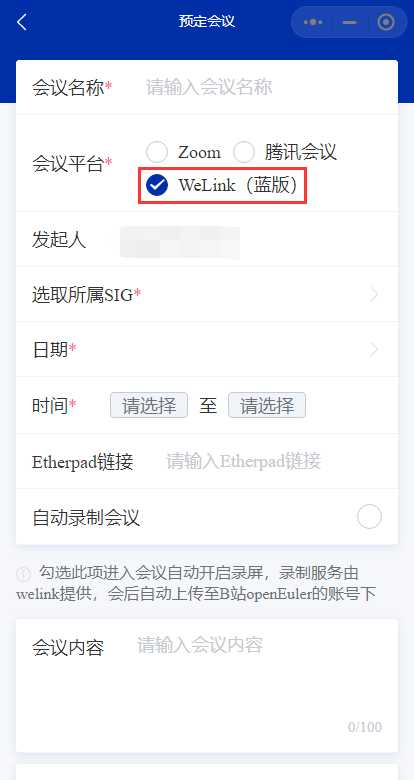 预定会议
会议名称* 请输入会议名称
会议平台* Zoom 腾讯会议
WeLink（蓝版）
发起人
选取所属SIG*
日期*
时间* 请选择 至 请选择
Etherpad链接 请输入Etherpad链接
自动录制会议
勾选此项进入会议自动开启录屏，录制服务由
welink提供，会后自动上传至B站openEuler的账号下
会议内容 请输入会议内容
0/100